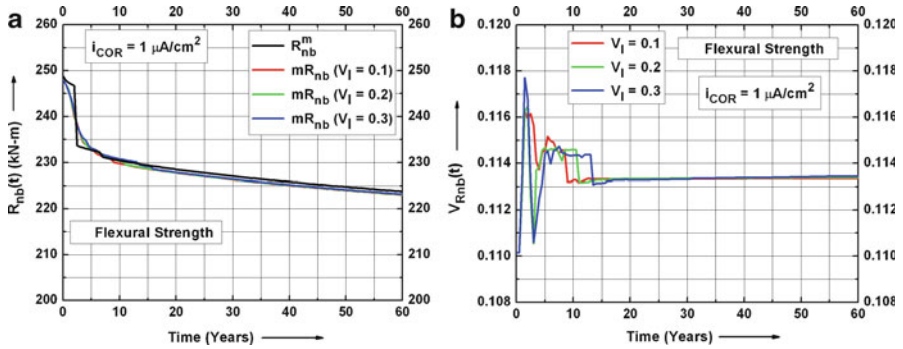 a
0 10 20 30 40 50 60
260 260
250 250
240 240
230 230
220 220
210 210
200 200
i_COR = 1 μA/cm²
R_nb^m
mR_nb (V_I = 0.1)
mR_nb (V_I = 0.2)
mR_nb (V_I = 0.3)
Flexural Strength
R_nb(t) (kN-m)
0 10 20 30 40 50 60
Time (Years)
b
0 10 20 30 40 50 60
0.120 0.120
0.118 0.118
0.116 0.116
0.114 0.114
0.112 0.112
0.110 0.110
0.108 0.108
V_I = 0.1
V_I = 0.2
V_I = 0.3
Flexural Strength
i_COR = 1 μA/cm²
V_Rnb(t)
0 10 20 30 40 50 60
Time (Years)